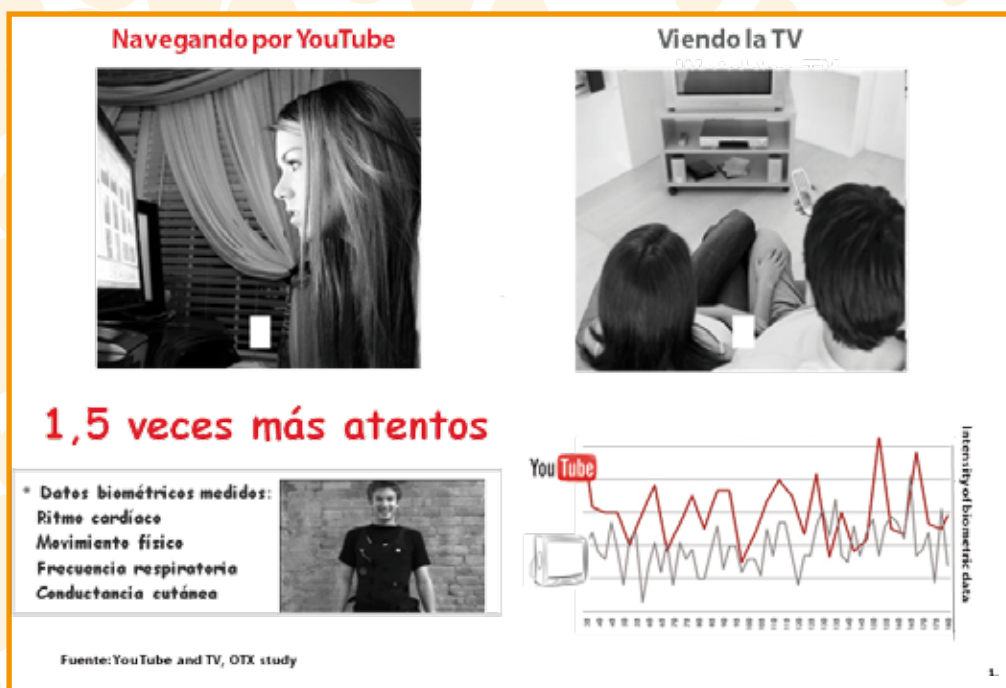 Navegando por YouTube
Viendo la TV
1,5 veces más atentos
* Datos biométricos medidos:
Ritmo cardíaco
Movimiento físico
Frecuencia respiratoria
Conductancia cutánea
YouTube
Intensity of biometric data
Fuente: YouTube and TV, OTX study
1.